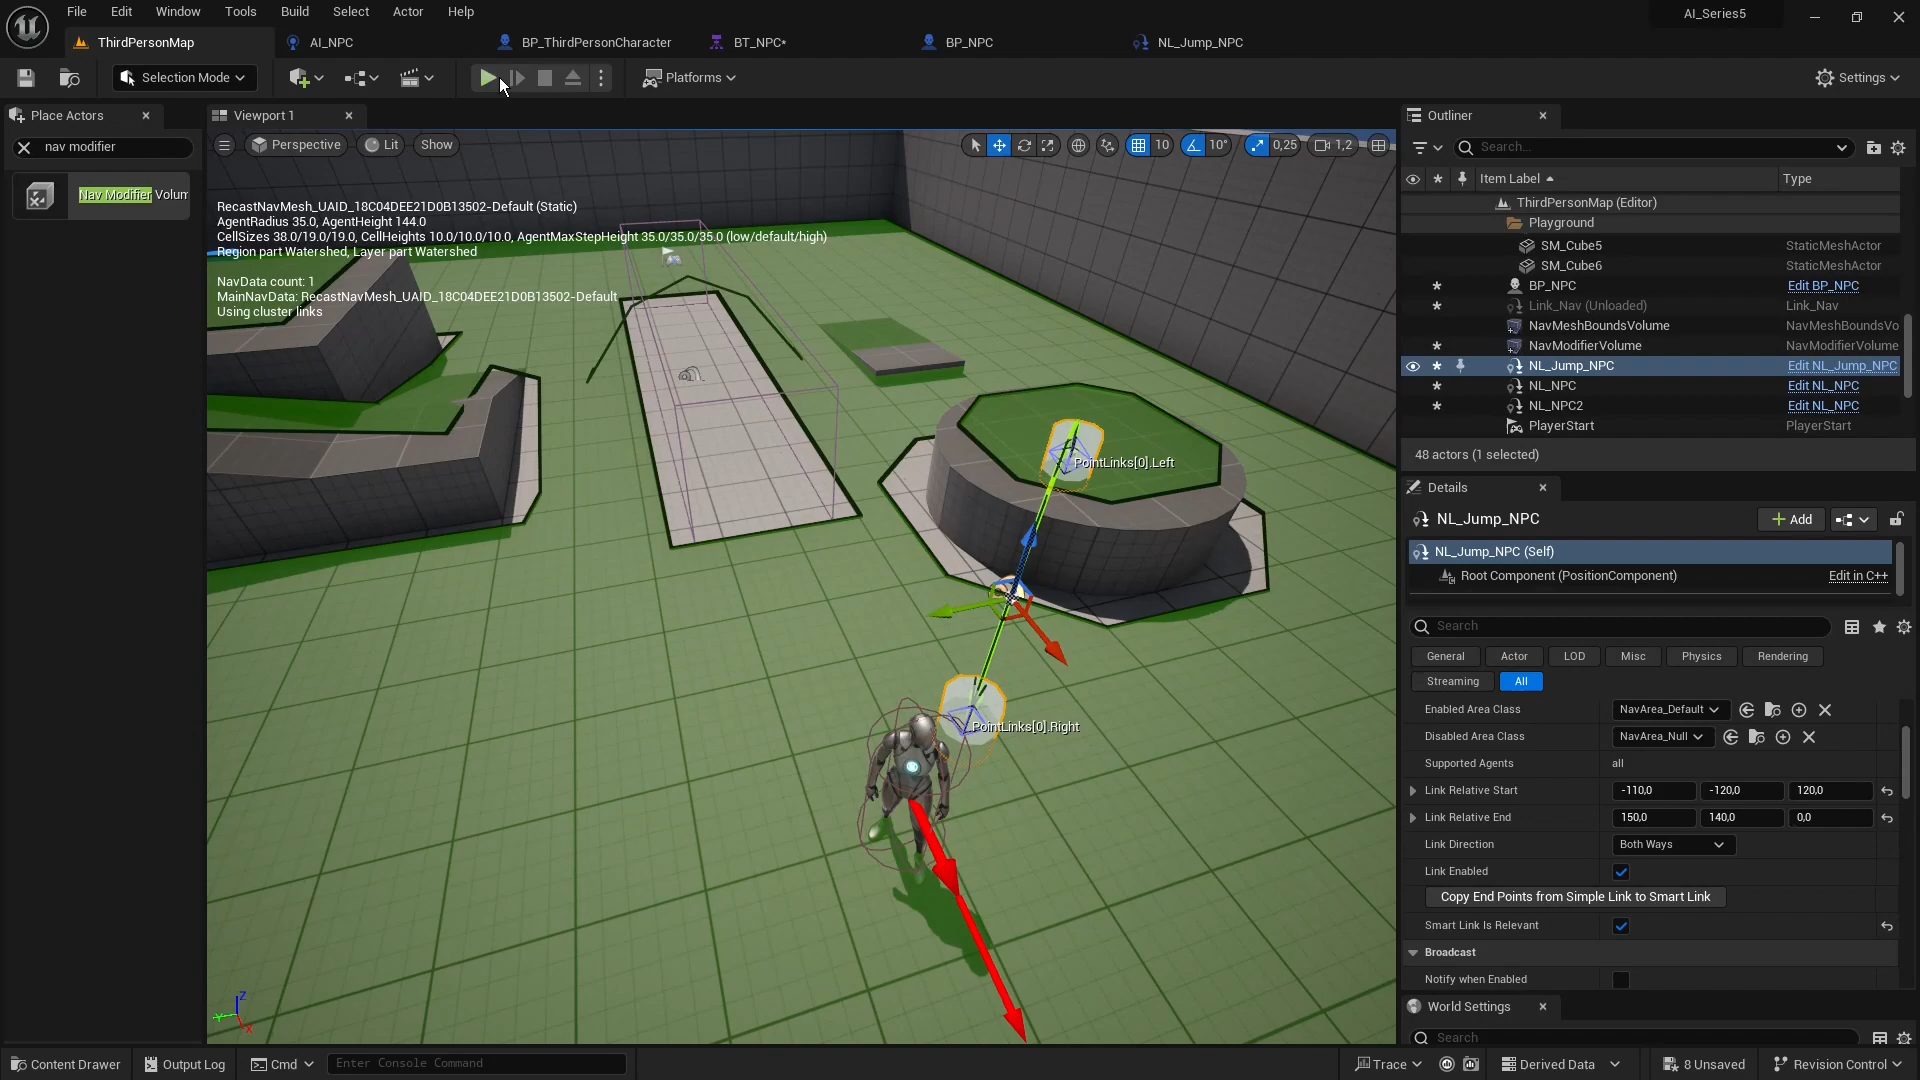 File Edit Window Tools Build Select Actor Help
AI_Series5
ThirdPersonMap AI_NPC BP_ThirdPersonCharacter BT_NPC* BP_NPC NL_Jump_NPC
Selection Mode Platforms Settings
Place Actors
nav modifier
Nav Modifier Volum
Viewport 1
Perspective Lit Show 10 10° 0,25 1,2
RecastNavMesh_UAID_18C04DEE21D0B13502-Default (Static)
AgentRadius 35.0, AgentHeight 144.0
CellSizes 38.0/19.0/19.0, CellHeights 10.0/10.0/10.0, AgentMaxStepHeight 35.0/35.0/35.0 (low/default/high)
Region part Watershed, Layer part Watershed
NavData count: 1
MainNavData: RecastNavMesh_UAID_18C04DEE21D0B13502-Default
Using cluster links
PointLinks[0].Left
PointLinks[0].Right
Z
Y
X
Outliner
Search...
Item Label Type
ThirdPersonMap (Editor)
Playground
SM_Cube5 StaticMeshActor
SM_Cube6 StaticMeshActor
BP_NPC Edit BP_NPC
Link_Nav (Unloaded) Link_Nav
NavMeshBoundsVolume NavMeshBoundsVo
NavModifierVolume NavModifierVolume
NL_Jump_NPC Edit NL_Jump_NPC
NL_NPC Edit NL_NPC
NL_NPC2 Edit NL_NPC
PlayerStart PlayerStart
48 actors (1 selected)
Details
NL_Jump_NPC Add
NL_Jump_NPC (Self)
Root Component (PositionComponent) Edit in C++
Search
General Actor LOD Misc Physics Rendering
Streaming All
Enabled Area Class NavArea_Default
Disabled Area Class NavArea_Null
Supported Agents all
Link Relative Start -110,0 -120,0 120,0
Link Relative End 150,0 140,0 0,0
Link Direction Both Ways
Link Enabled
Copy End Points from Simple Link to Smart Link
Smart Link Is Relevant
Broadcast
Notify when Enabled
World Settings
Search
Content Drawer Output Log Cmd Enter Console Command Trace Derived Data 8 Unsaved Revision Control